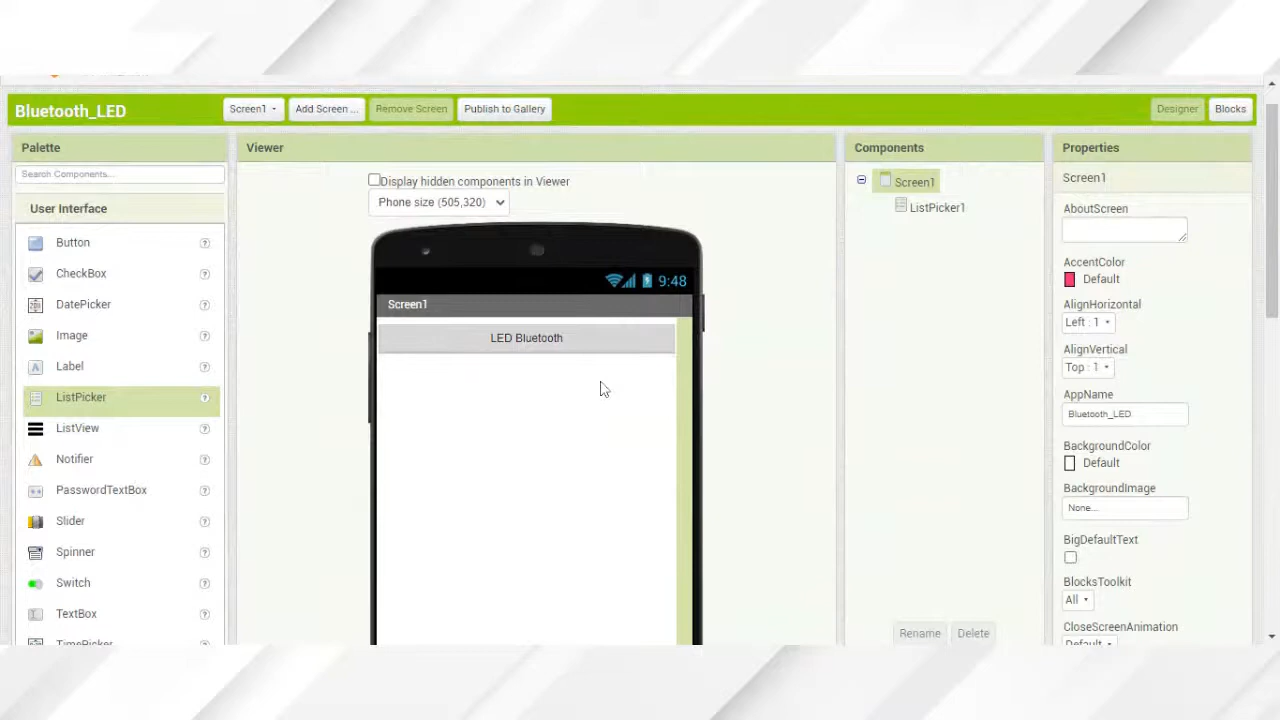 Bluetooth_LED
Screen1
Add Screen ...
Remove Screen
Publish to Gallery
Designer
Blocks
Palette
Search Components...
User Interface
Button
?
CheckBox
?
DatePicker
?
Image
?
Label
?
ListPicker
?
ListView
?
Notifier
?
PasswordTextBox
?
Slider
?
Spinner
?
Switch
?
TextBox
?
TimePicker
Viewer
Display hidden components in Viewer
Phone size (505,320)
9:48
Screen1
LED Bluetooth
Components
Screen1
ListPicker1
Rename
Delete
Properties
Screen1
AboutScreen
AccentColor
Default
AlignHorizontal
Left : 1
AlignVertical
Top : 1
AppName
Bluetooth_LED
BackgroundColor
Default
BackgroundImage
None...
BigDefaultText
BlocksToolkit
All
CloseScreenAnimation
Default